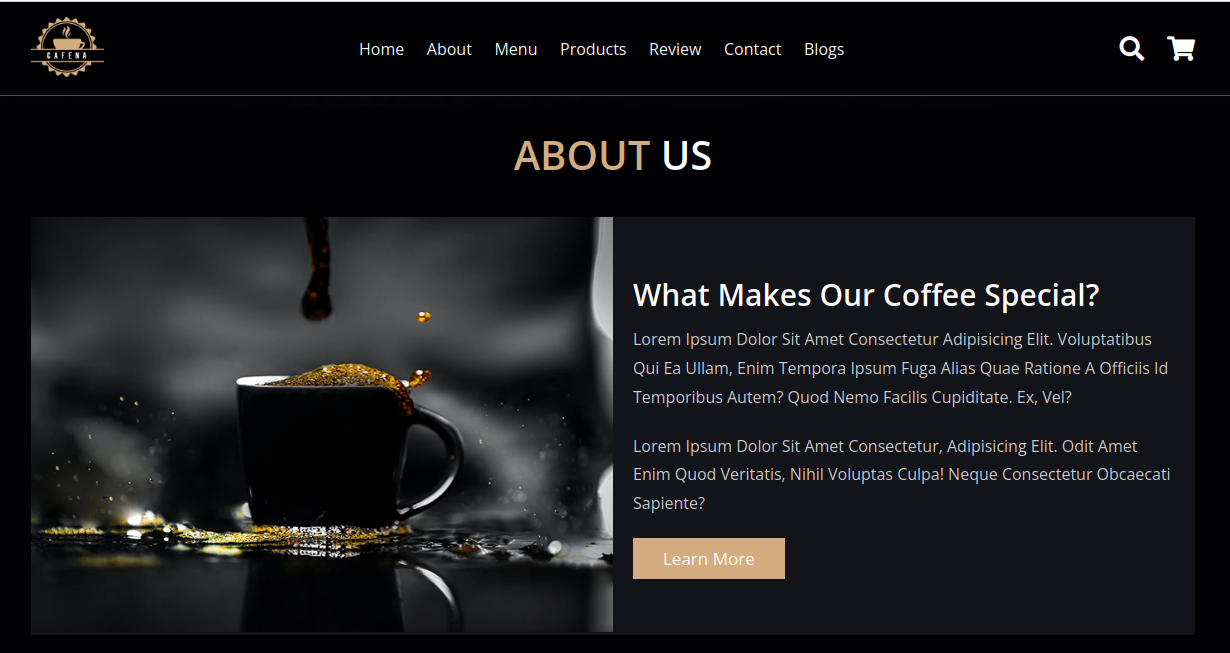 CAFENA
Home About Menu Products Review Contact Blogs
ABOUT US
What Makes Our Coffee Special?
Lorem Ipsum Dolor Sit Amet Consectetur Adipisicing Elit. Voluptatibus
Qui Ea Ullam, Enim Tempora Ipsum Fuga Alias Quae Ratione A Officiis Id
Temporibus Autem? Quod Nemo Facilis Cupiditate. Ex, Vel?
Lorem Ipsum Dolor Sit Amet Consectetur, Adipisicing Elit. Odit Amet
Enim Quod Veritatis, Nihil Voluptas Culpa! Neque Consectetur Obcaecati
Sapiente?
Learn More